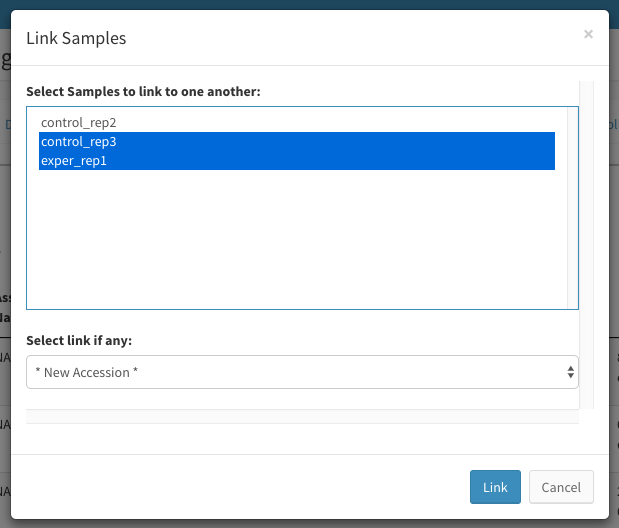 Link Samples
×
Select Samples to link to one another:
control_rep2
control_rep3
exper_rep1
Select link if any:
* New Accession *
Link
Cancel